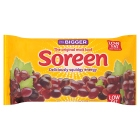 BIGGER
The original malt loaf
Soreen
Deliciously squidgy energy
LOW
FAT